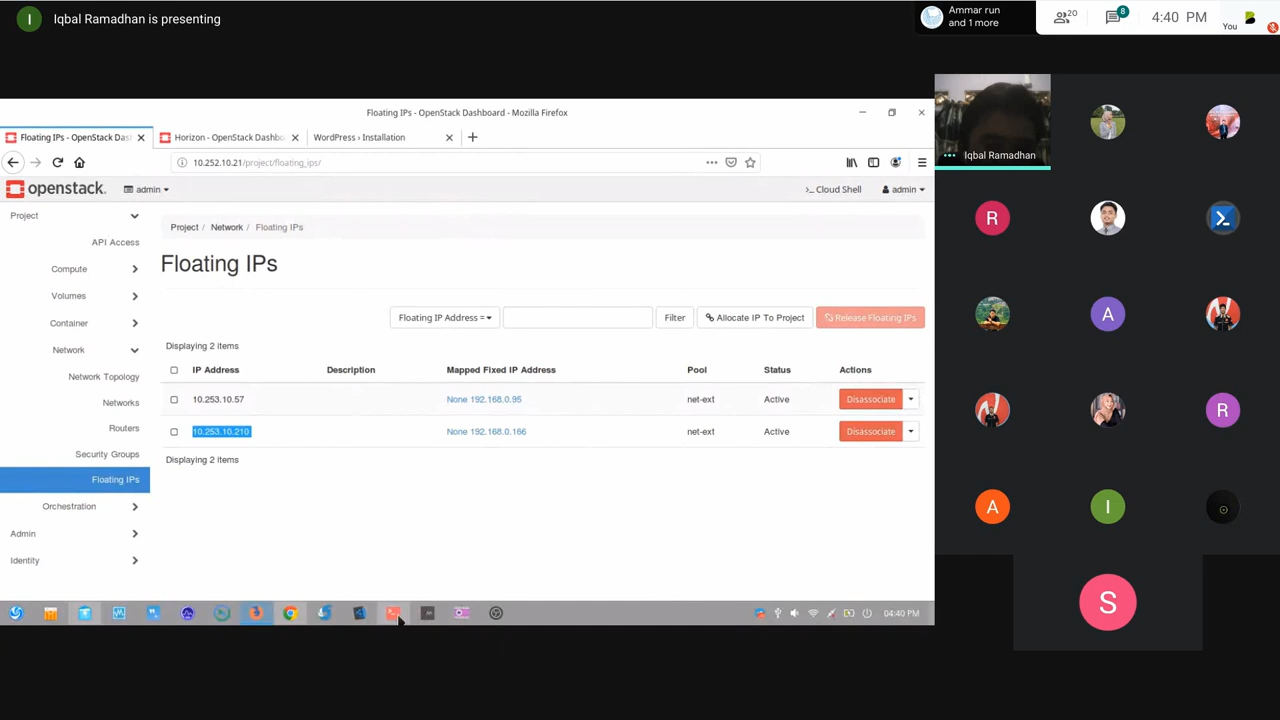 I
Iqbal Ramadhan is presenting
Ammar run
and 1 more
20
8
4:40 PM
You
Floating IPs - OpenStack Dashboard - Mozilla Firefox
Floating IPs - OpenStack Das
Horizon - OpenStack Dashbo
WordPress › Installation
10.252.10.21/project/floating_ips/
openstack.
admin
>_ Cloud Shell
admin
Project
API Access
Compute
Volumes
Container
Network
Network Topology
Networks
Routers
Security Groups
Floating IPs
Orchestration
Admin
Identity
Project / Network / Floating IPs
Floating IPs
Floating IP Address =
Filter
Allocate IP To Project
Release Floating IPs
Displaying 2 items
IP Address Description Mapped Fixed IP Address Pool Status Actions
10.253.10.57 None 192.168.0.95 net-ext Active Disassociate
10.253.10.210 None 192.168.0.166 net-ext Active Disassociate
Displaying 2 items
04:40 PM
Iqbal Ramadhan
R
A
R
A
I
S